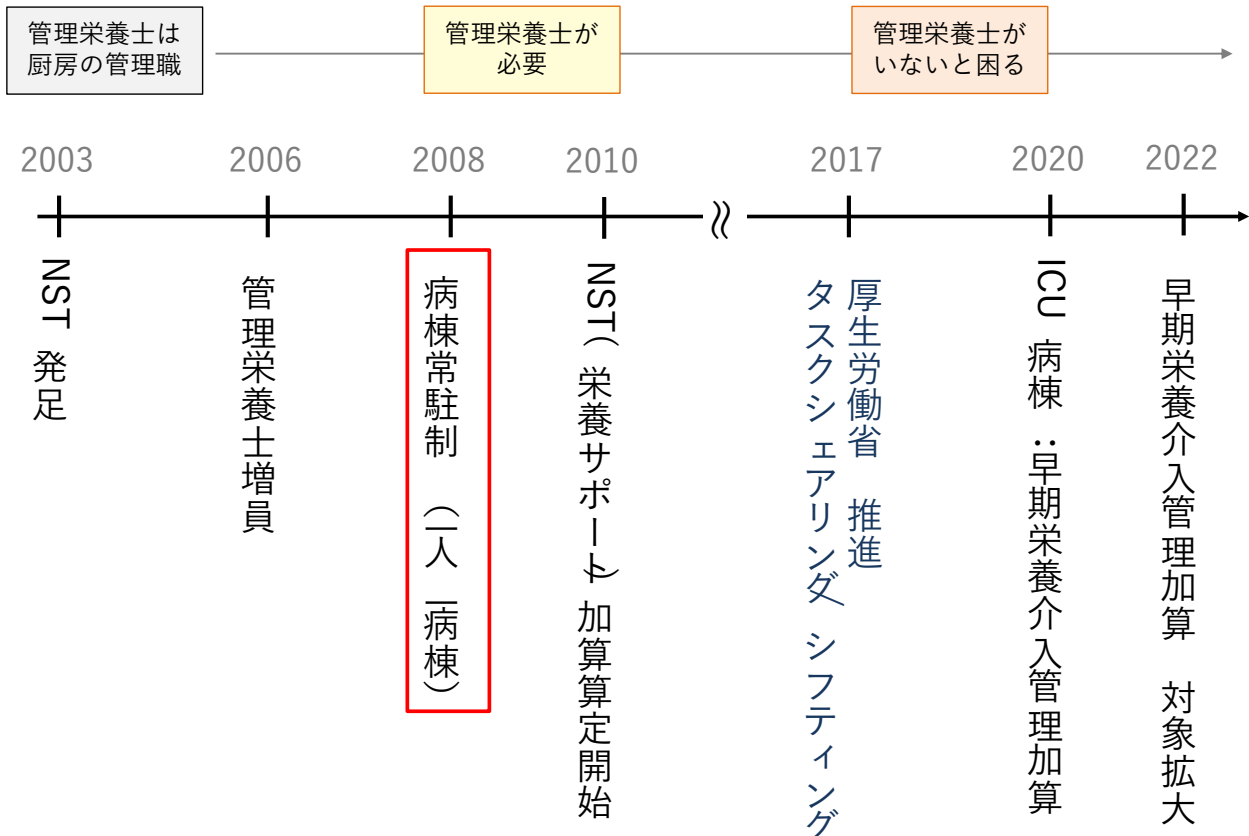 管理栄養士は
厨房の管理職
管理栄養士が
必要
管理栄養士が
いないと困る
2003
2006
2008
2010
2017
2020
2022
NST 発足
管理栄養士増員
病棟常駐制 (一人一病棟)
NST(栄養サポート)加算算定開始
厚生労働省 推進
タスクシェアリング/シフティング
ICU 病棟:早期栄養介入管理加算
早期栄養介入管理加算 対象拡大